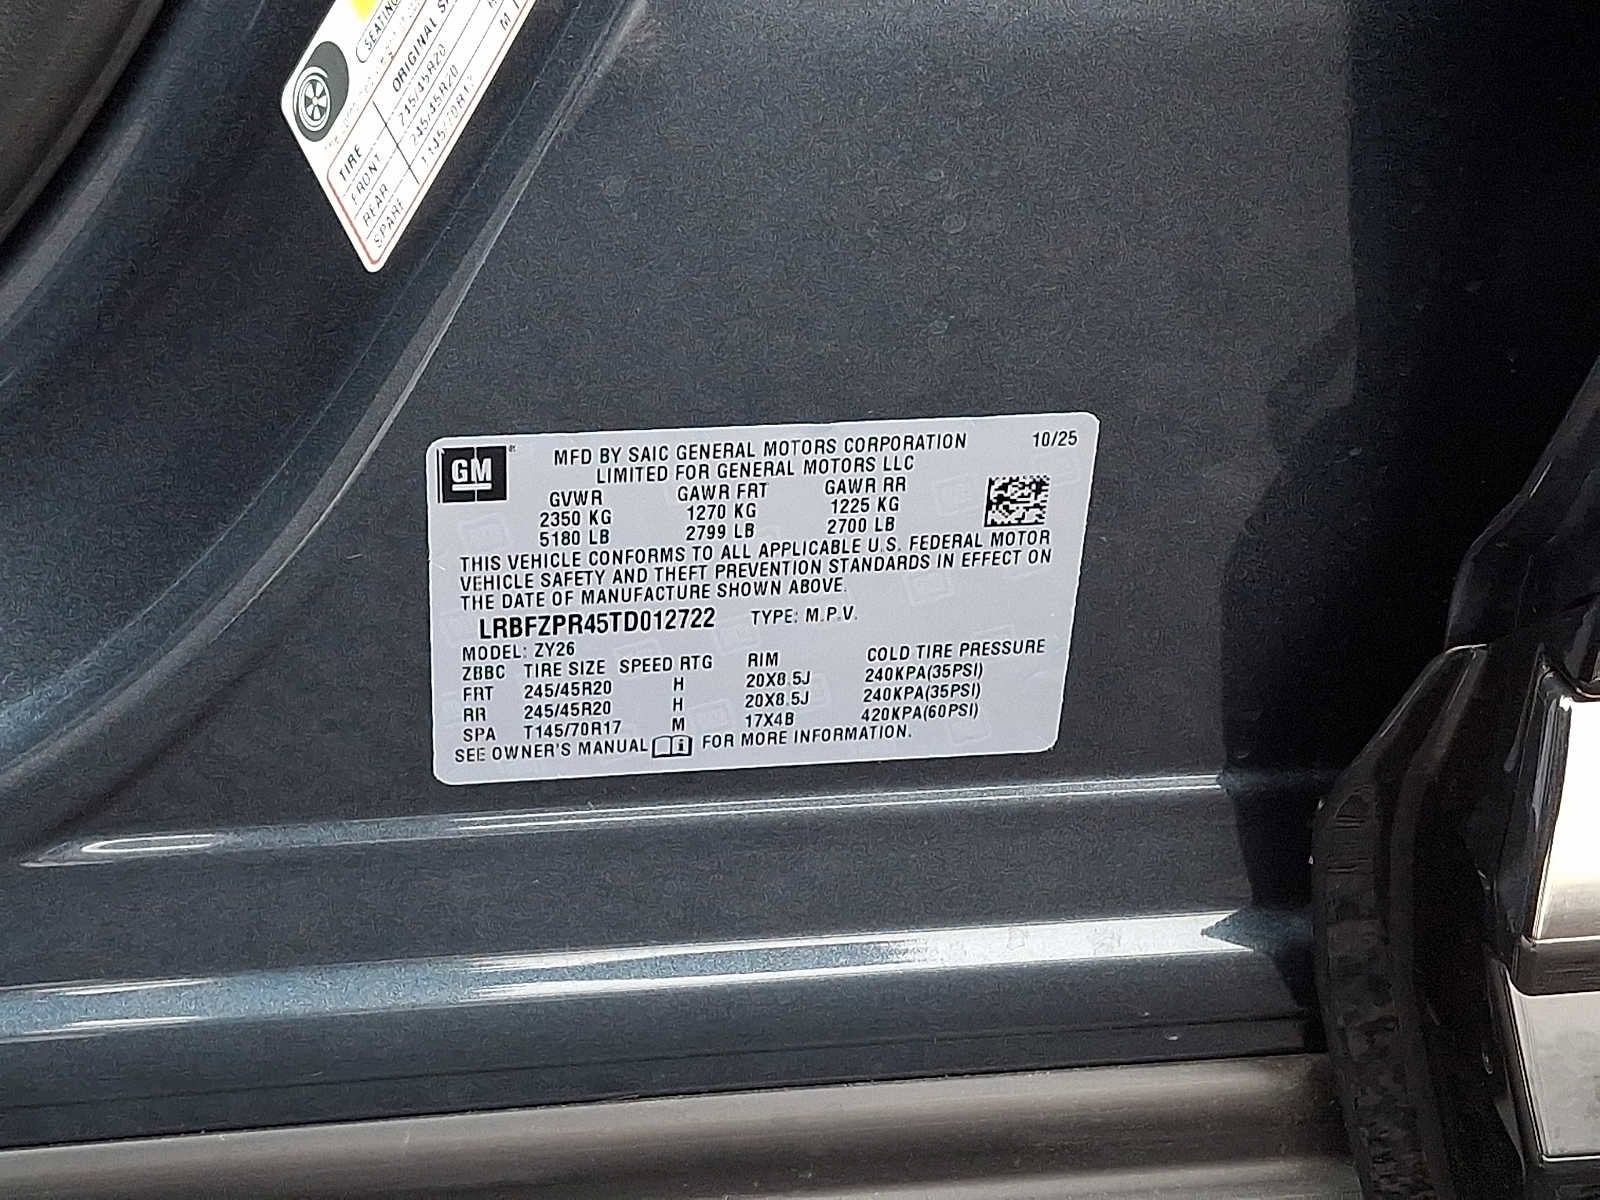 SEATING
ORIGINAL
TIRE
FRONT 245/45R20
REAR 245/45R20
SPARE
GM
MFD BY SAIC GENERAL MOTORS CORPORATION 10/25
LIMITED FOR GENERAL MOTORS LLC
GVWR GAWR FRT GAWR RR
2350 KG 1270 KG 1225 KG
5180 LB 2799 LB 2700 LB
THIS VEHICLE CONFORMS TO ALL APPLICABLE U.S. FEDERAL MOTOR
VEHICLE SAFETY AND THEFT PREVENTION STANDARDS IN EFFECT ON
THE DATE OF MANUFACTURE SHOWN ABOVE.
LRBFZPR45TD012722 TYPE: M.P.V.
MODEL: ZY26
ZBBC TIRE SIZE SPEED RTG RIM COLD TIRE PRESSURE
FRT 245/45R20 H 20X8.5J 240KPA(35PSI)
RR 245/45R20 H 20X8.5J 240KPA(35PSI)
SPA T145/70R17 M 17X4B 420KPA(60PSI)
SEE OWNER'S MANUAL FOR MORE INFORMATION.